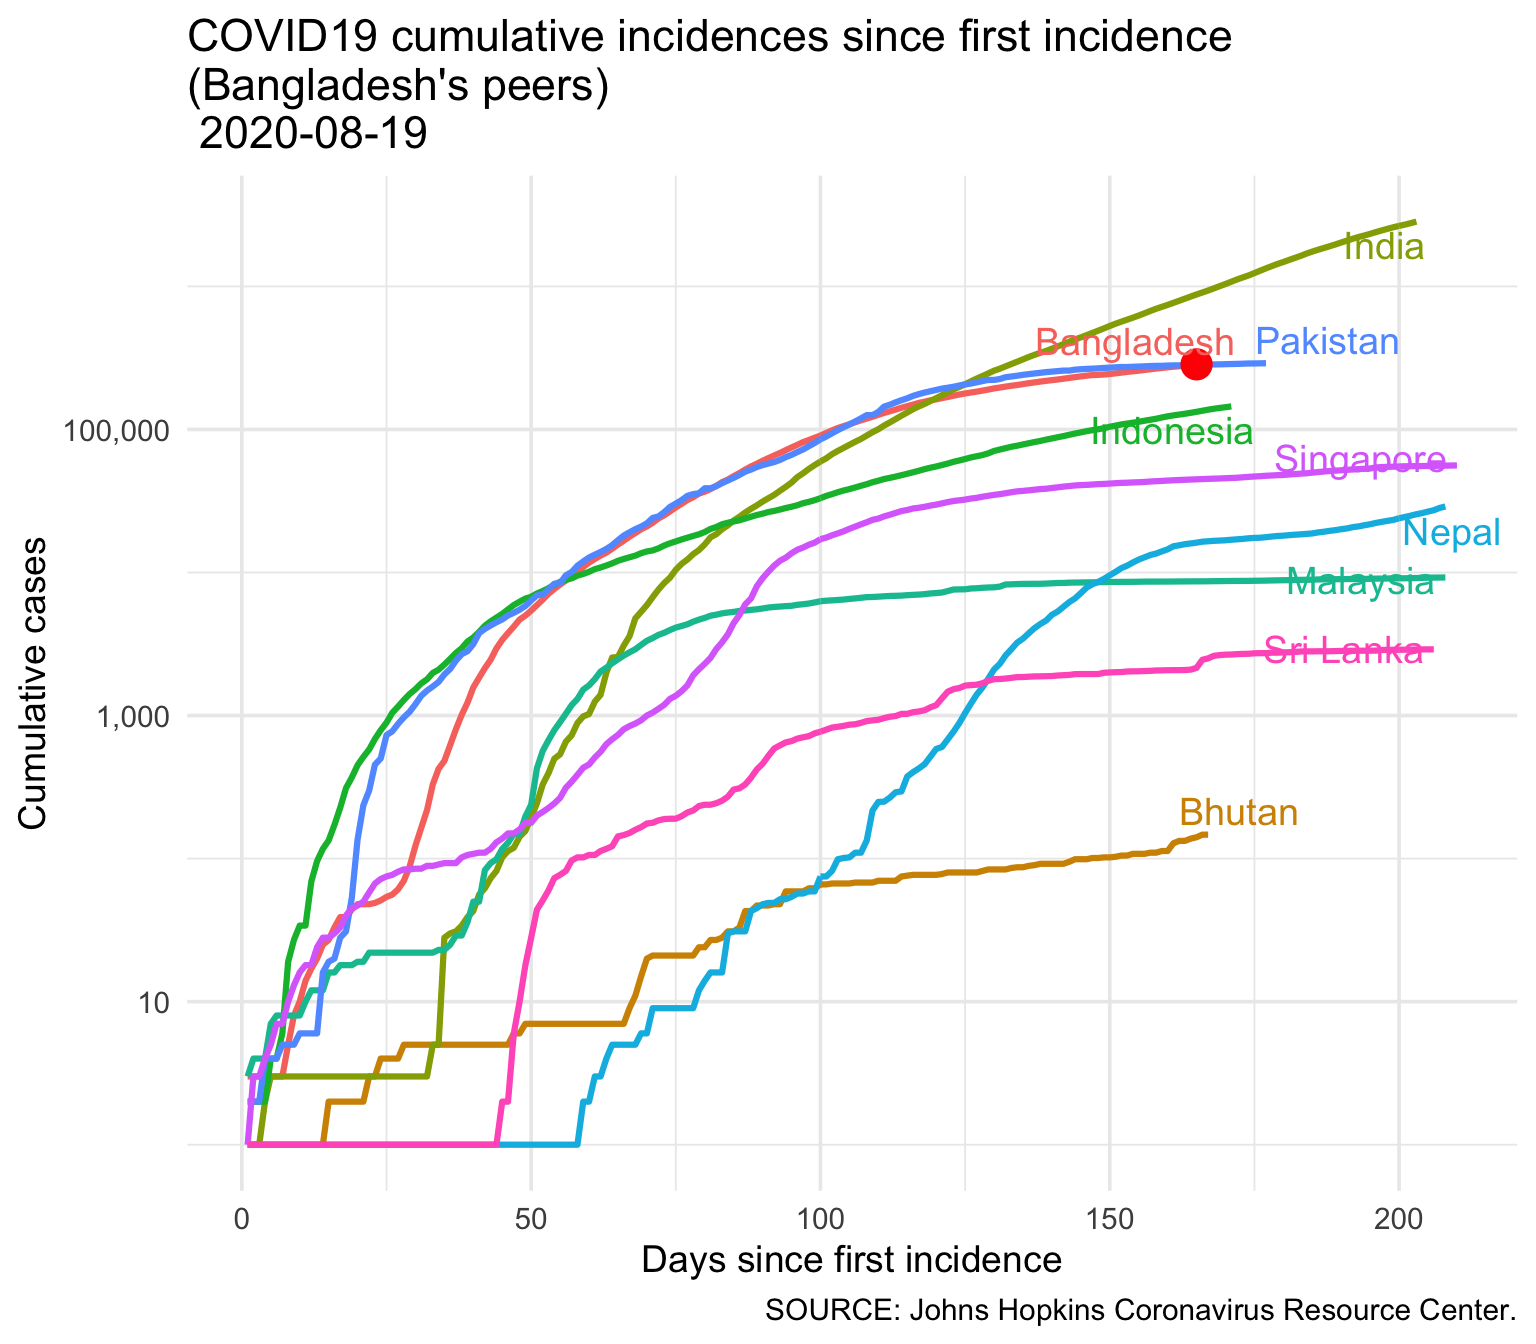 COVID19 cumulative incidences since first incidence
(Bangladesh's peers)
2020-08-19
India
Bangladesh
Pakistan
Indonesia
Singapore
Nepal
Malaysia
Sri Lanka
Bhutan
100,000
1,000
10
Cumulative cases
0 50 100 150 200
Days since first incidence
SOURCE: Johns Hopkins Coronavirus Resource Center.